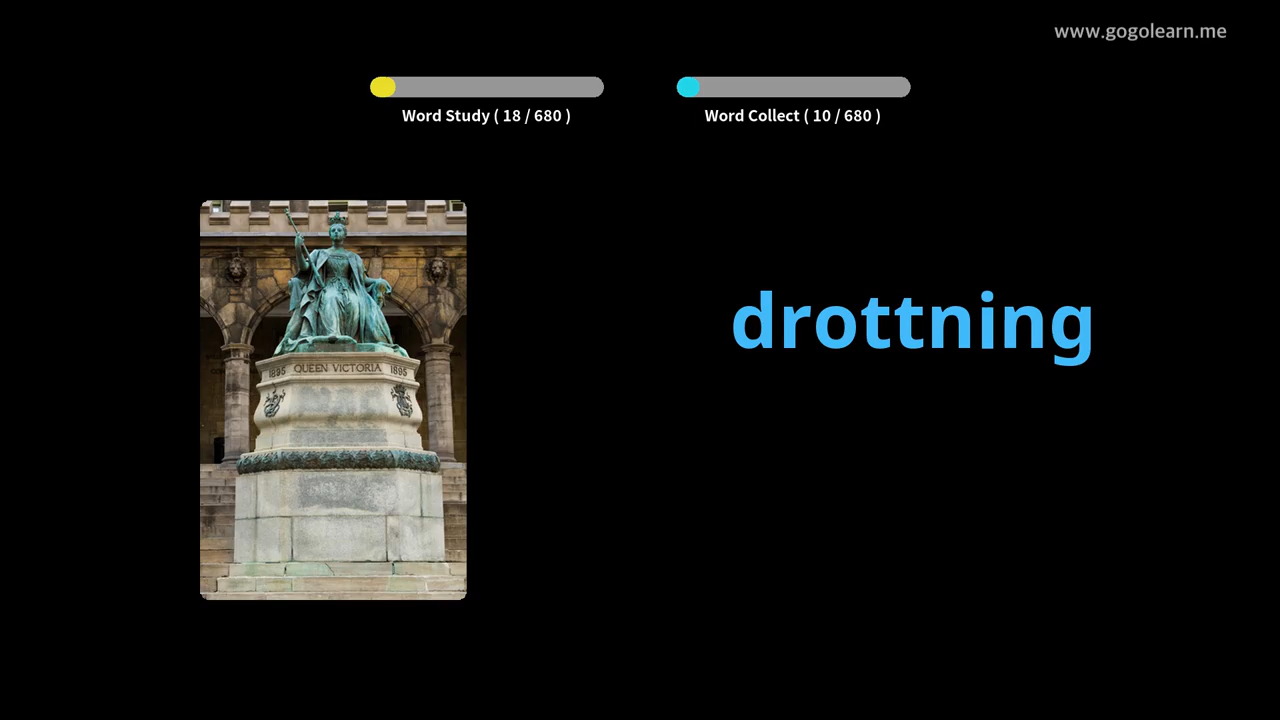 www.gogolearn.me
Word Study ( 18 / 680 )
Word Collect ( 10 / 680 )
drottning
1895 QUEEN VICTORIA 1895